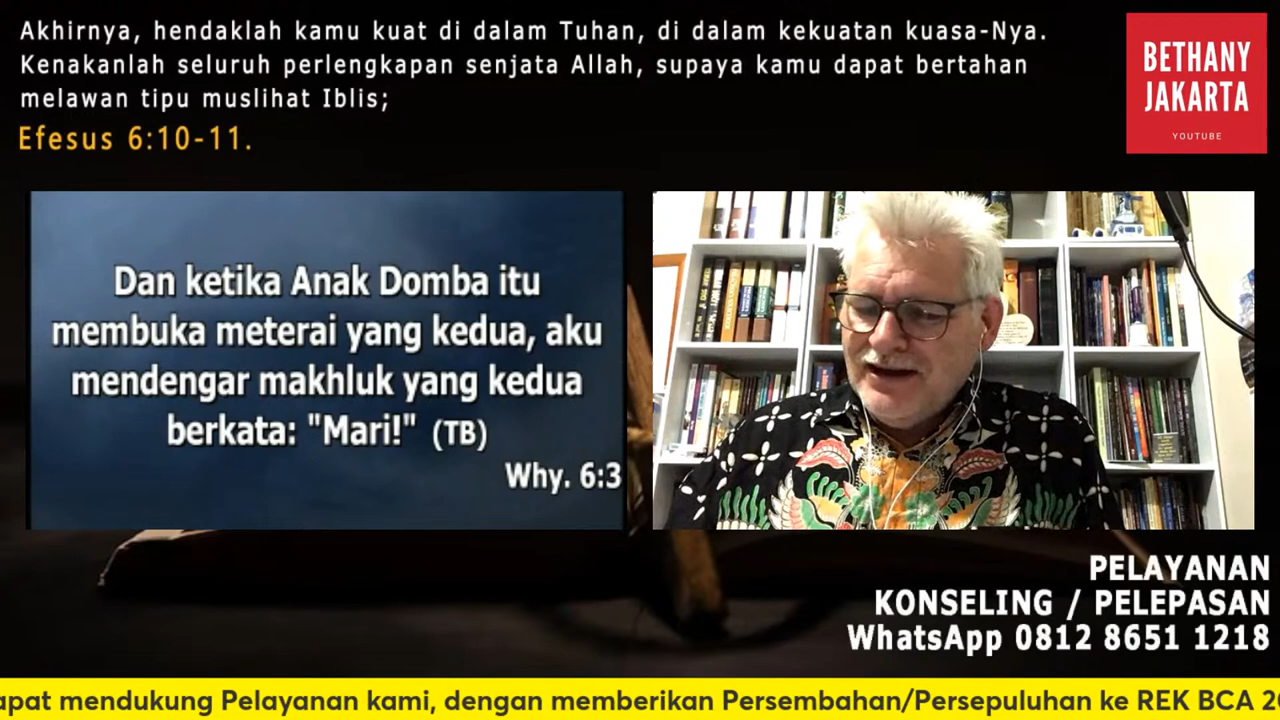 Akhirnya, hendaklah kamu kuat di dalam Tuhan, di dalam kekuatan kuasa-Nya.
Kenakanlah seluruh perlengkapan senjata Allah, supaya kamu dapat bertahan
melawan tipu muslihat Iblis;
Efesus 6:10-11.
BETHANY
JAKARTA
YOUTUBE
Dan ketika Anak Domba itu
membuka meterai yang kedua, aku
mendengar makhluk yang kedua
berkata: "Mari!" (TB)
Why. 6:3
PELAYANAN
KONSELING / PELEPASAN
WhatsApp 0812 8651 1218
apat mendukung Pelayanan kami, dengan memberikan Persembahan/Persepuluhan ke REK BCA